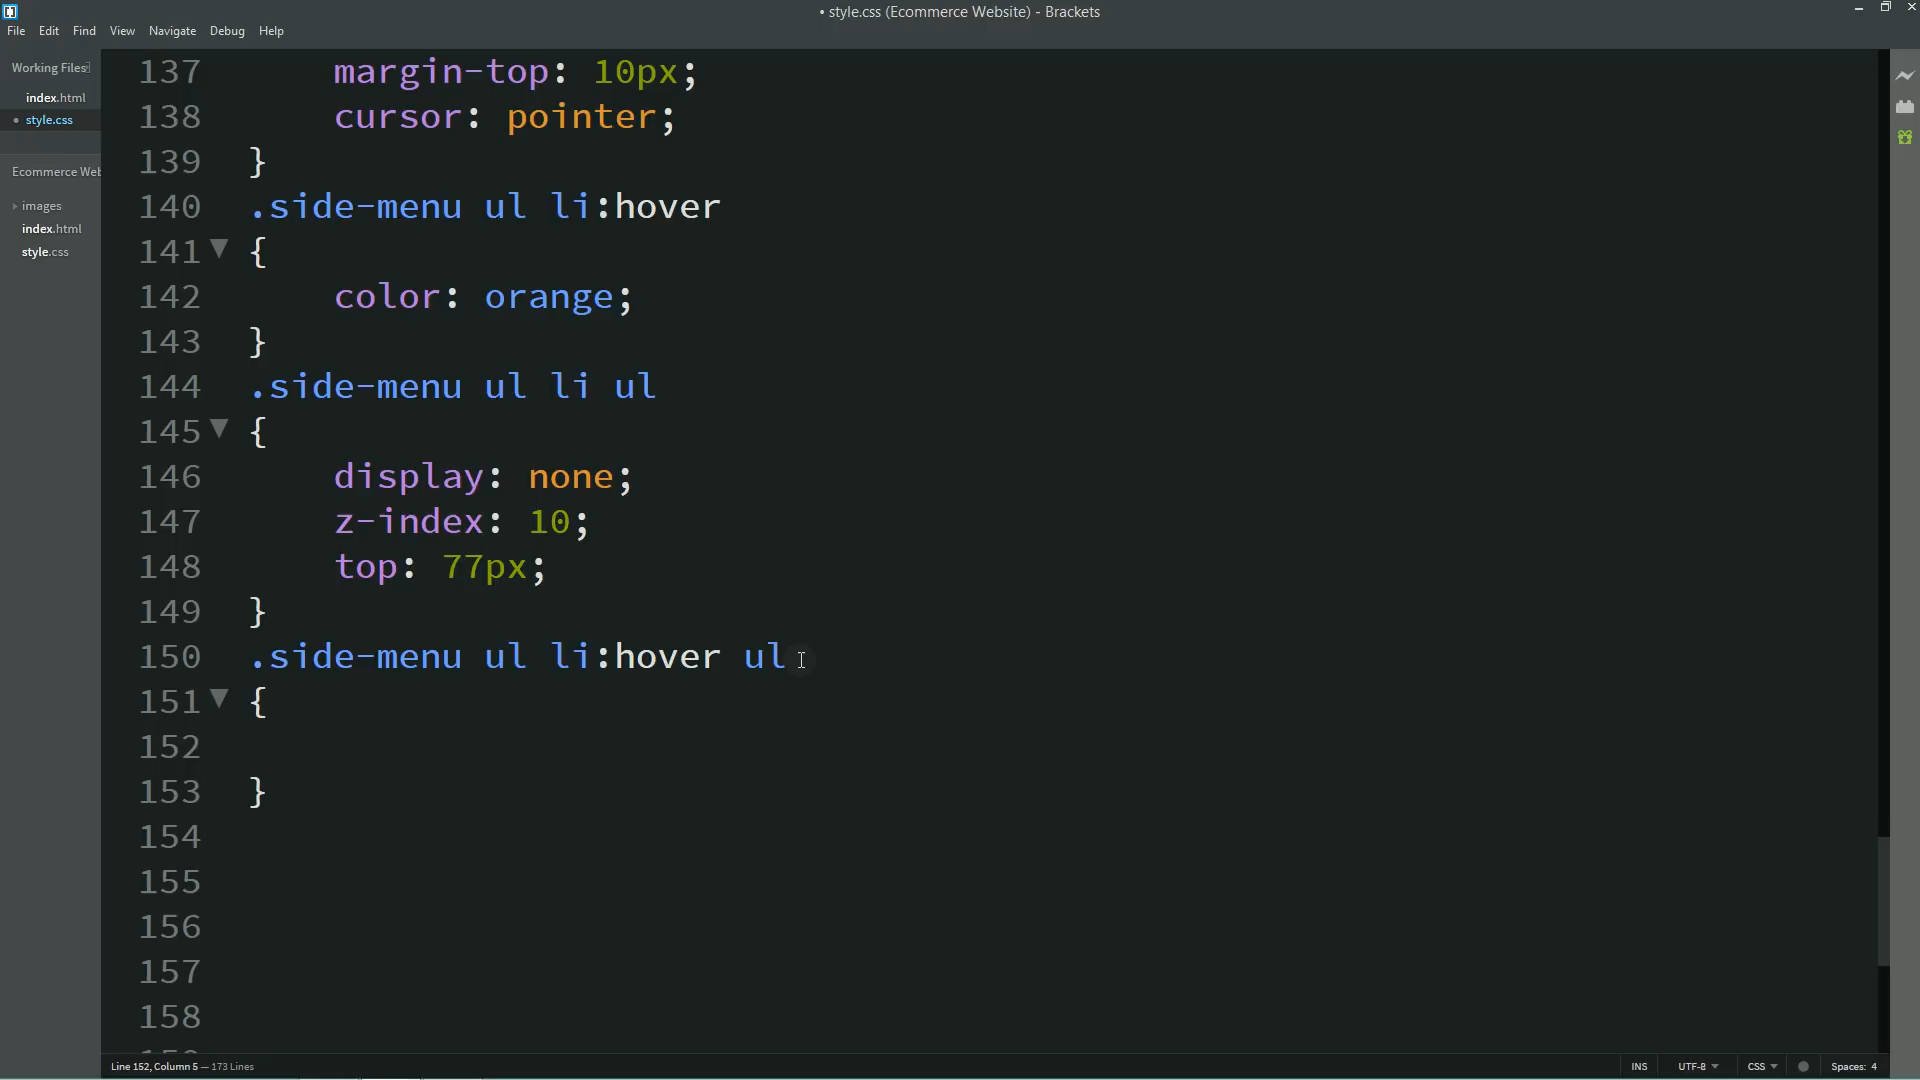 • style.css (Ecommerce Website) - Brackets
File Edit Find View Navigate Debug Help
Working Files
index.html
• style.css
Ecommerce Web
images
index.html
style.css
137 margin-top: 10px;
138 cursor: pointer;
139 }
140 .side-menu ul li:hover
141 {
142 color: orange;
143 }
144 .side-menu ul li ul
145 {
146 display: none;
147 z-index: 10;
148 top: 77px;
149 }
150 .side-menu ul li:hover ul
151 {
152
153 }
154
155
156
157
158
Line 152, Column 5 — 173 Lines
INS UTF-8 CSS Spaces: 4